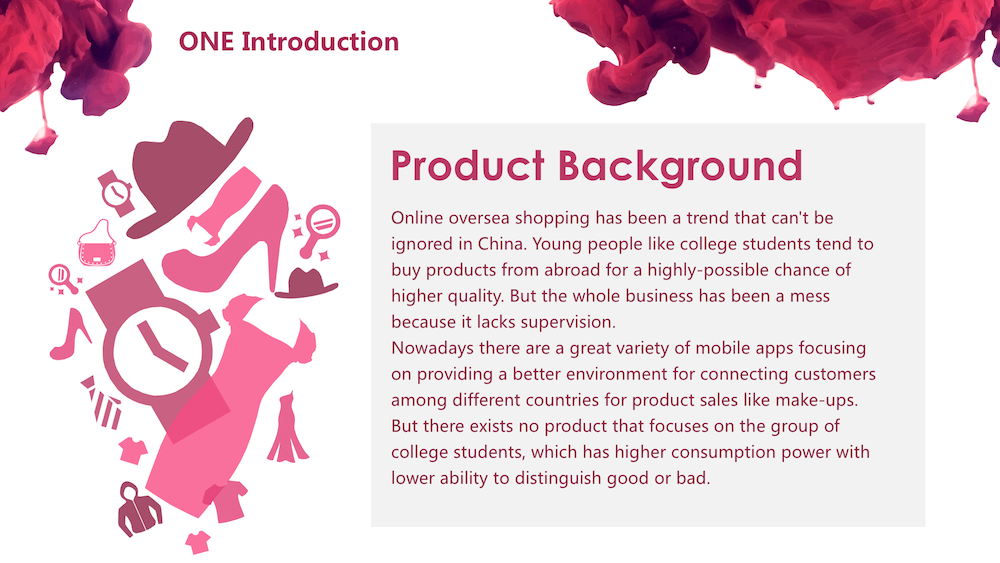 ONE Introduction
Product Background
Online oversea shopping has been a trend that can't be
ignored in China. Young people like college students tend to
buy products from abroad for a highly-possible chance of
higher quality. But the whole business has been a mess
because it lacks supervision.
Nowadays there are a great variety of mobile apps focusing
on providing a better environment for connecting customers
among different countries for product sales like make-ups.
But there exists no product that focuses on the group of
college students, which has higher consumption power with
lower ability to distinguish good or bad.